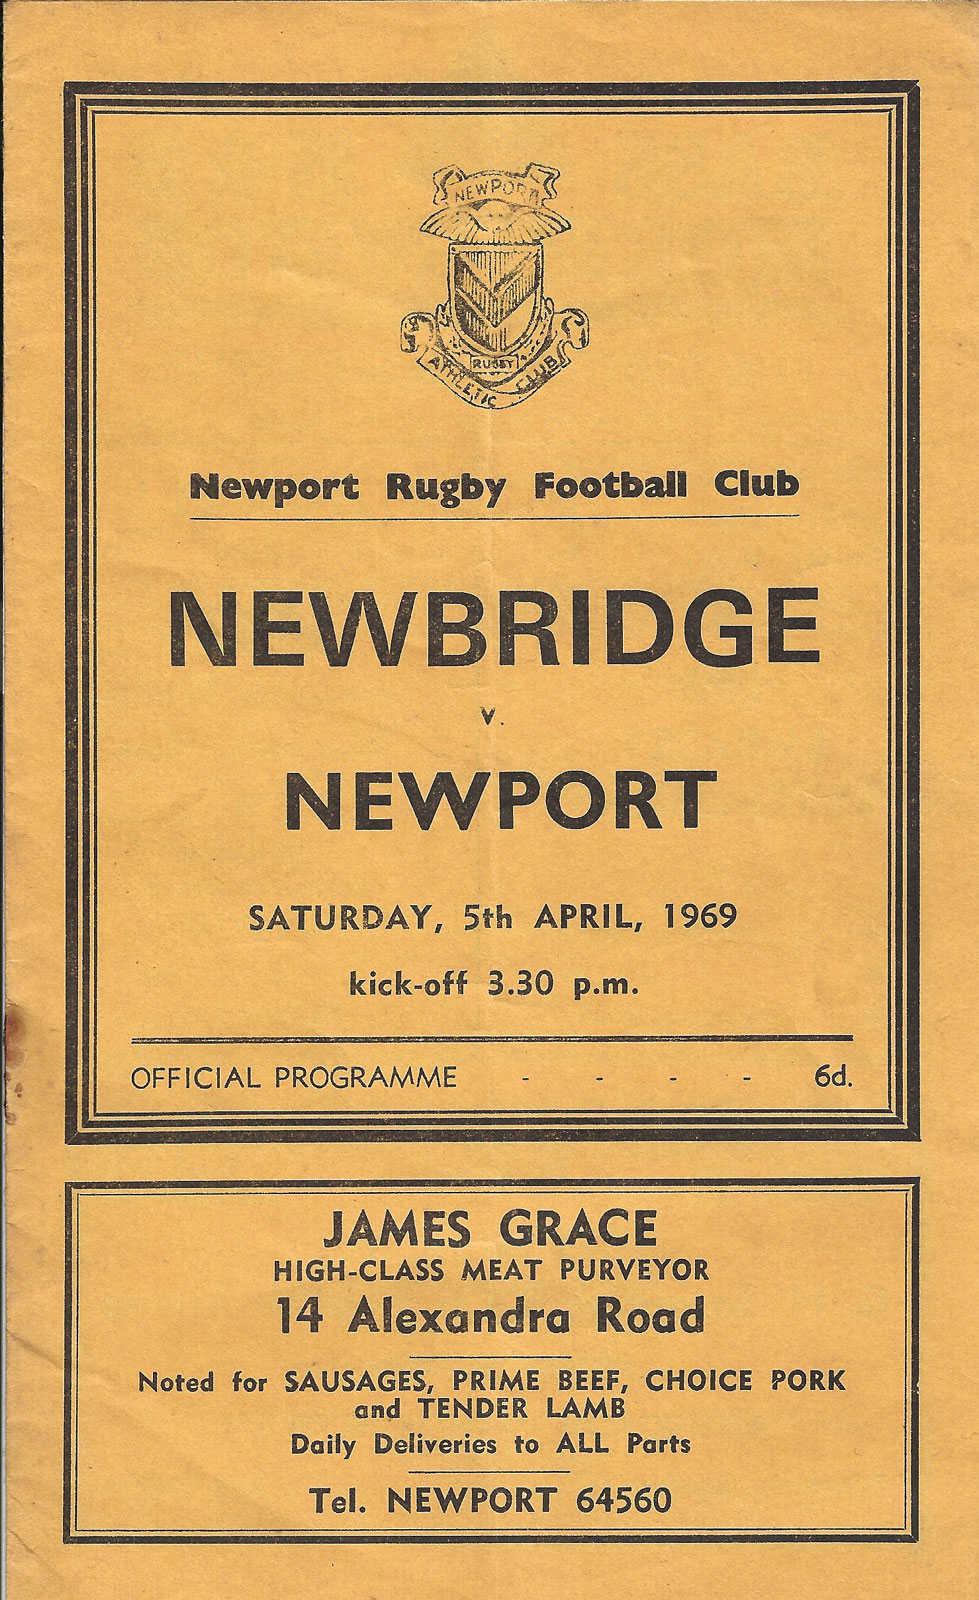 NEWPORT
RUGBY
ATHLETIC CLUB
Newport Rugby Football Club
NEWBRIDGE
v.
NEWPORT
SATURDAY, 5th APRIL, 1969
kick-off 3.30 p.m.
OFFICIAL PROGRAMME - - - - 6d.
JAMES GRACE
HIGH-CLASS MEAT PURVEYOR
14 Alexandra Road
Noted for SAUSAGES, PRIME BEEF, CHOICE PORK
and TENDER LAMB
Daily Deliveries to ALL Parts
Tel. NEWPORT 64560